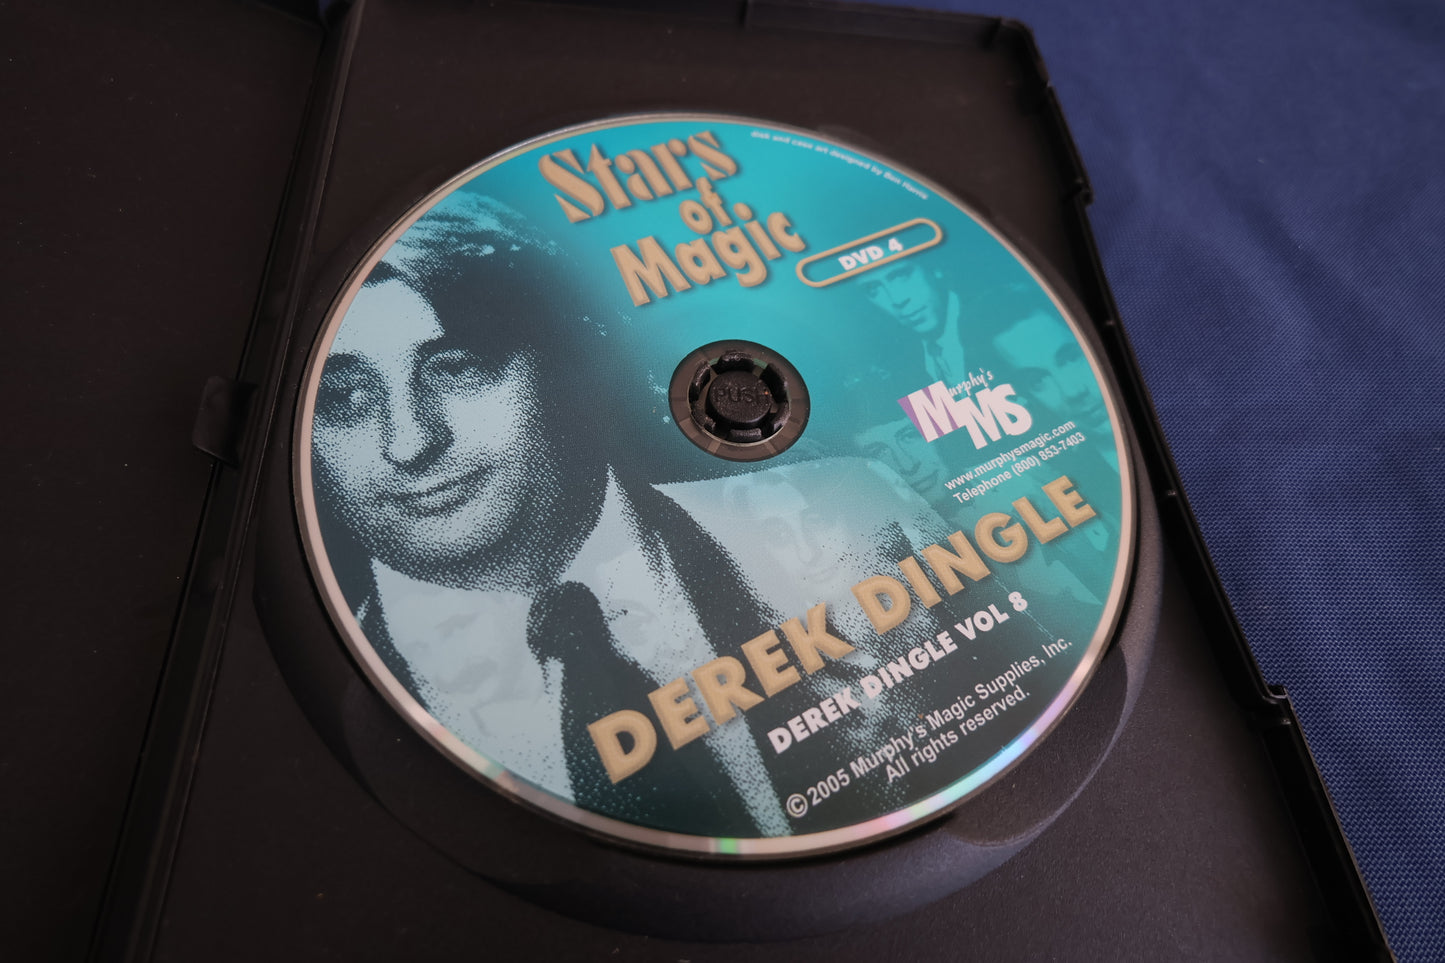 Stars
of
Magic
disk and case art designed by Ben Harris
DVD 4
PUSH
Murphy's
MMS
www.murphysmagic.com
Telephone (800) 853-7403
DEREK DINGLE
DEREK DINGLE VOL 8
©2005 Murphy's Magic Supplies, Inc.
All rights reserved.